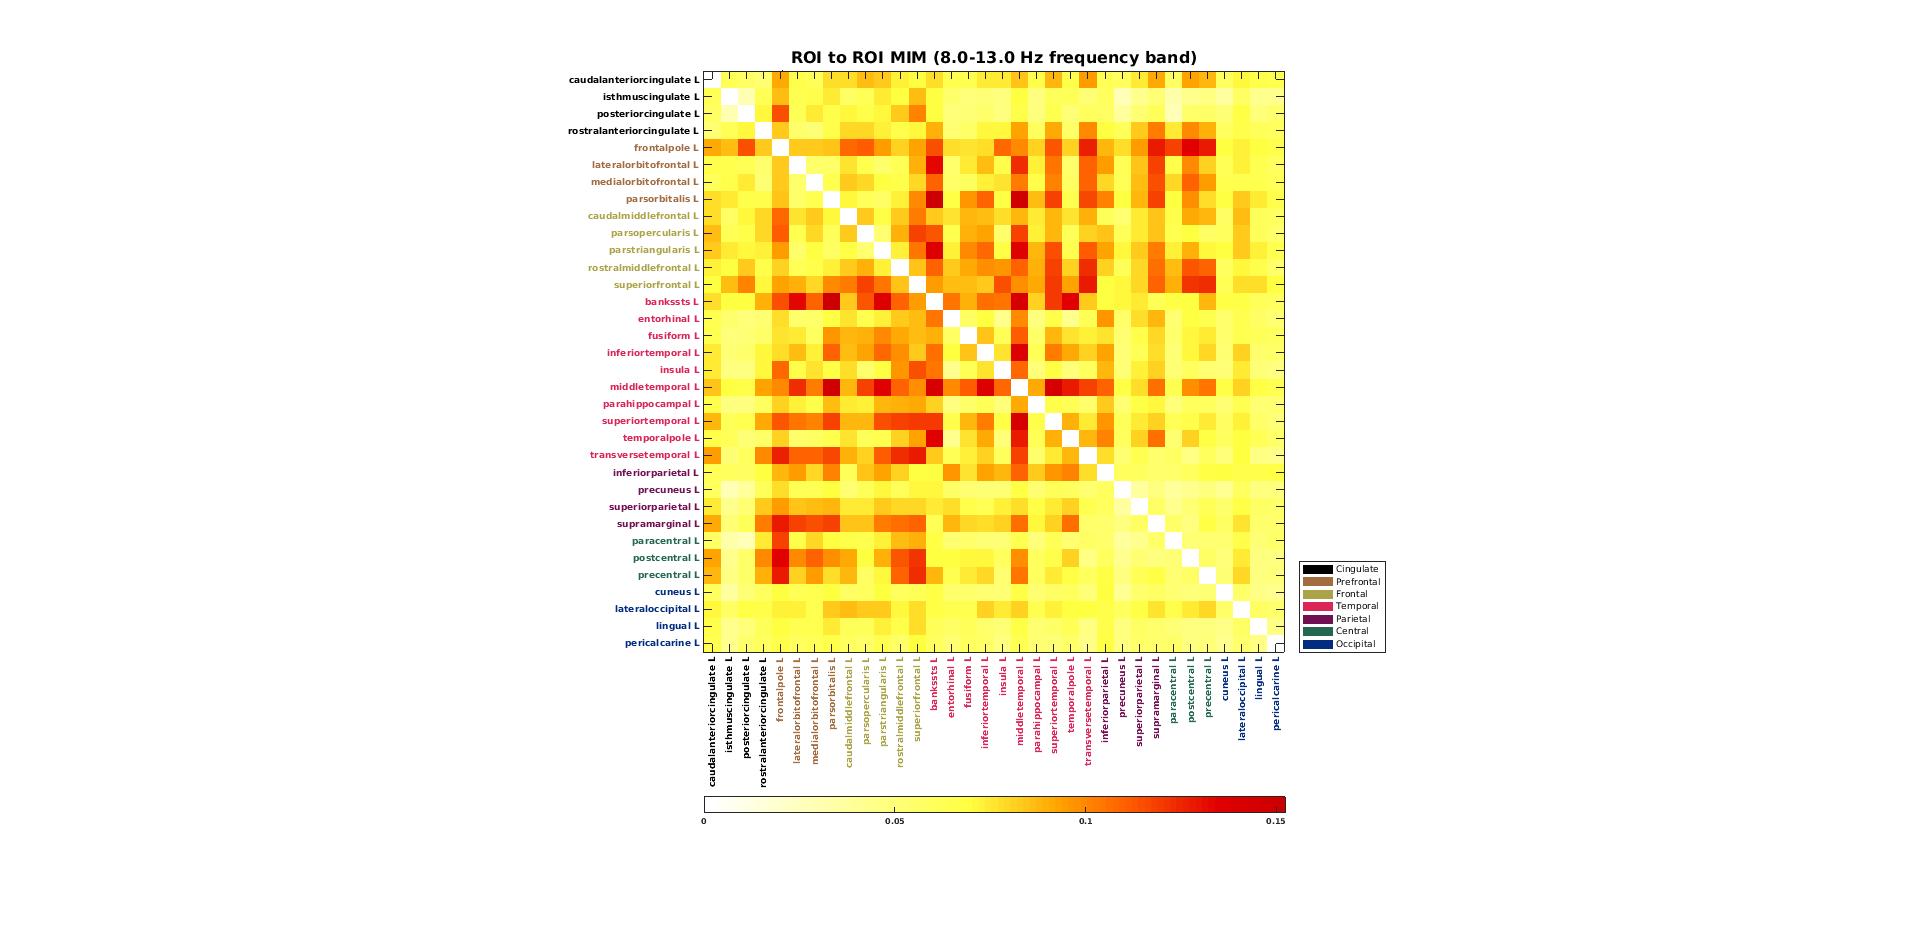 ROI to ROI MIM (8.0-13.0 Hz frequency band)
caudalanteriorcingulate L
isthmuscingulate L
posteriorcingulate L
rostralanteriorcingulate L
frontalpole L
lateralorbitofrontal L
medialorbitofrontal L
parsorbitalis L
caudalmiddlefrontal L
parsopercularis L
parstriangularis L
rostralmiddlefrontal L
superiorfrontal L
bankssts L
entorhinal L
fusiform L
inferiortemporal L
insula L
middletemporal L
parahippocampal L
superiortemporal L
temporalpole L
transversetemporal L
inferiorparietal L
precuneus L
superiorparietal L
supramarginal L
paracentral L
postcentral L
precentral L
cuneus L
lateraloccipital L
lingual L
pericalcarine L
caudalanteriorcingulate L
isthmuscingulate L
posteriorcingulate L
rostralanteriorcingulate L
frontalpole L
lateralorbitofrontal L
medialorbitofrontal L
parsorbitalis L
caudalmiddlefrontal L
parsopercularis L
parstriangularis L
rostralmiddlefrontal L
superiorfrontal L
bankssts L
entorhinal L
fusiform L
inferiortemporal L
insula L
middletemporal L
parahippocampal L
superiortemporal L
temporalpole L
transversetemporal L
inferiorparietal L
precuneus L
superiorparietal L
supramarginal L
paracentral L
postcentral L
precentral L
cuneus L
lateraloccipital L
lingual L
pericalcarine L
Cingulate
Prefrontal
Frontal
Temporal
Parietal
Central
Occipital
0 0.05 0.1 0.15